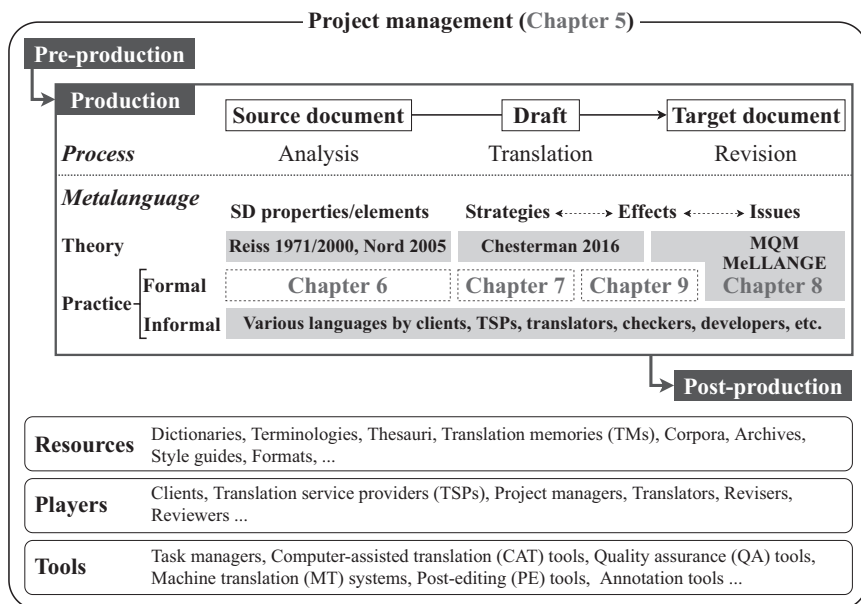 Project management (Chapter 5)
Pre-production
Production
Source document Draft Target document
Process Analysis Translation Revision
Metalanguage
SD properties/elements Strategies Effects Issues
Theory Reiss 1971/2000, Nord 2005 Chesterman 2016 MQM
MeLLANGE
Practice Formal Chapter 6 Chapter 7 Chapter 9 Chapter 8
Informal Various languages by clients, TSPs, translators, checkers, developers, etc.
Post-production
Resources Dictionaries, Terminologies, Thesauri, Translation memories (TMs), Corpora, Archives,
Style guides, Formats, ...
Players Clients, Translation service providers (TSPs), Project managers, Translators, Revisers,
Reviewers ...
Tools Task managers, Computer-assisted translation (CAT) tools, Quality assurance (QA) tools,
Machine translation (MT) systems, Post-editing (PE) tools, Annotation tools ...